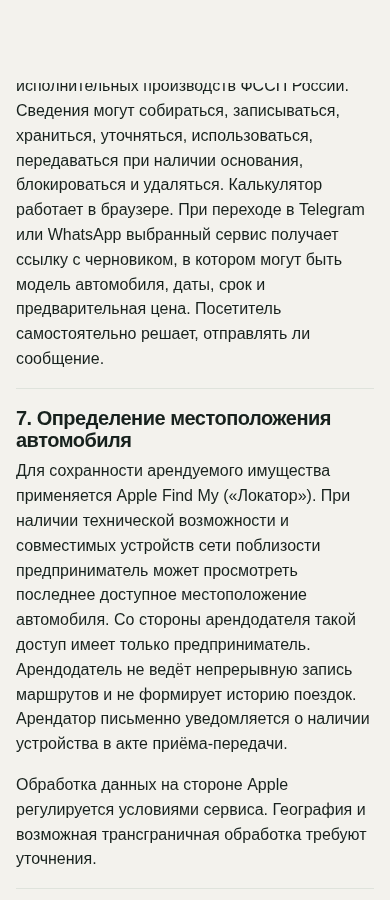 исполнительных производств ФССП России.
Сведения могут собираться, записываться,
храниться, уточняться, использоваться,
передаваться при наличии основания,
блокироваться и удаляться. Калькулятор
работает в браузере. При переходе в Telegram
или WhatsApp выбранный сервис получает
ссылку с черновиком, в котором могут быть
модель автомобиля, даты, срок и
предварительная цена. Посетитель
самостоятельно решает, отправлять ли
сообщение.
7. Определение местоположения
автомобиля
Для сохранности арендуемого имущества
применяется Apple Find My («Локатор»). При
наличии технической возможности и
совместимых устройств сети поблизости
предприниматель может просмотреть
последнее доступное местоположение
автомобиля. Со стороны арендодателя такой
доступ имеет только предприниматель.
Арендодатель не ведёт непрерывную запись
маршрутов и не формирует историю поездок.
Арендатор письменно уведомляется о наличии
устройства в акте приёма-передачи.
Обработка данных на стороне Apple
регулируется условиями сервиса. География и
возможная трансграничная обработка требуют
уточнения.